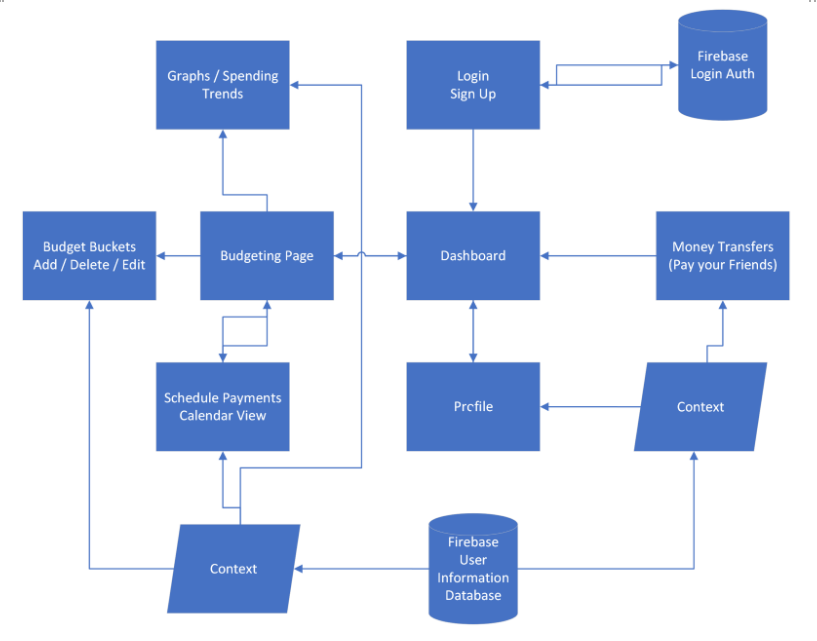 Graphs / Spending
Trends
Login
Sign Up
Firebase
Login Auth
Budget Buckets
Add / Delete / Edit
Budgeting Page
Dashboard
Money Transfers
(Pay your Friends)
Schedule Payments
Calendar View
Profile
Context
Context
Firebase
User
Information
Database